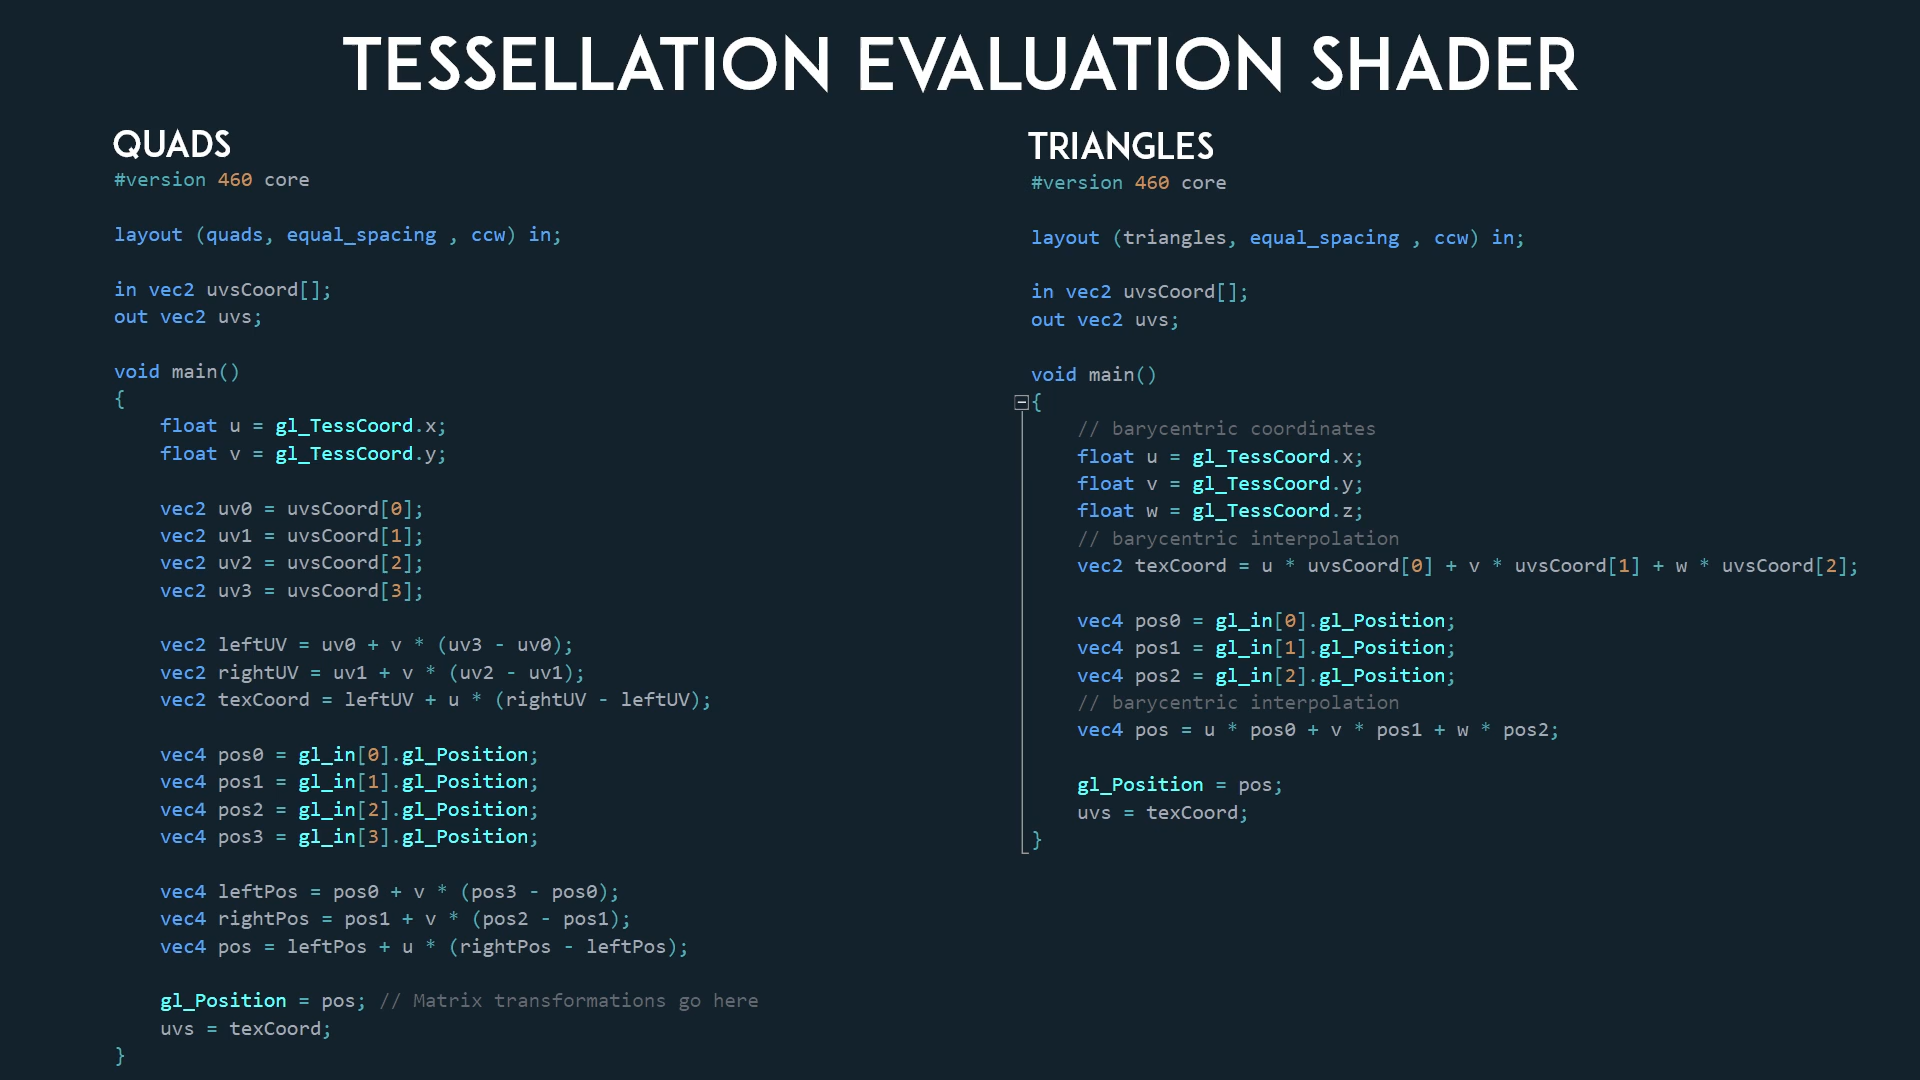 TESSELLATION EVALUATION SHADER
QUADS
#version 460 core
layout (quads, equal_spacing , ccw) in;
in vec2 uvsCoord[];
out vec2 uvs;
void main()
{
    float u = gl_TessCoord.x;
    float v = gl_TessCoord.y;
    vec2 uv0 = uvsCoord[0];
    vec2 uv1 = uvsCoord[1];
    vec2 uv2 = uvsCoord[2];
    vec2 uv3 = uvsCoord[3];
    vec2 leftUV = uv0 + v * (uv3 - uv0);
    vec2 rightUV = uv1 + v * (uv2 - uv1);
    vec2 texCoord = leftUV + u * (rightUV - leftUV);
    vec4 pos0 = gl_in[0].gl_Position;
    vec4 pos1 = gl_in[1].gl_Position;
    vec4 pos2 = gl_in[2].gl_Position;
    vec4 pos3 = gl_in[3].gl_Position;
    vec4 leftPos = pos0 + v * (pos3 - pos0);
    vec4 rightPos = pos1 + v * (pos2 - pos1);
    vec4 pos = leftPos + u * (rightPos - leftPos);
    gl_Position = pos; // Matrix transformations go here
    uvs = texCoord;
}
TRIANGLES
#version 460 core
layout (triangles, equal_spacing , ccw) in;
in vec2 uvsCoord[];
out vec2 uvs;
void main()
{
    // barycentric coordinates
    float u = gl_TessCoord.x;
    float v = gl_TessCoord.y;
    float w = gl_TessCoord.z;
    // barycentric interpolation
    vec2 texCoord = u * uvsCoord[0] + v * uvsCoord[1] + w * uvsCoord[2];
    vec4 pos0 = gl_in[0].gl_Position;
    vec4 pos1 = gl_in[1].gl_Position;
    vec4 pos2 = gl_in[2].gl_Position;
    // barycentric interpolation
    vec4 pos = u * pos0 + v * pos1 + w * pos2;
    gl_Position = pos;
    uvs = texCoord;
}